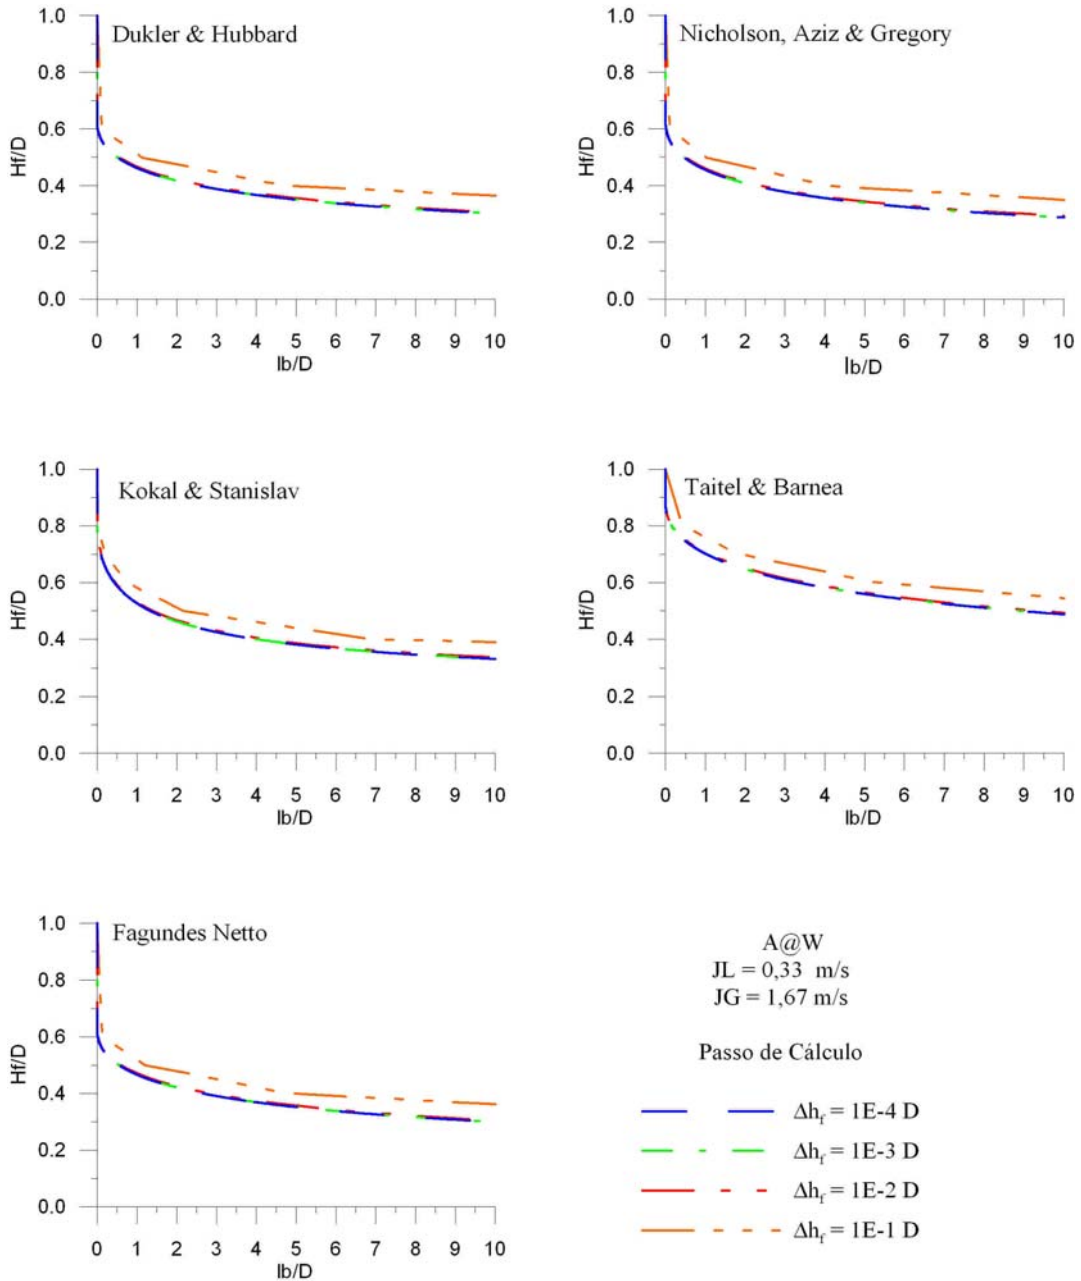 Dukler & Hubbard
Hf/D
1.0
0.8
0.6
0.4
0.2
0.0
0 1 2 3 4 5 6 7 8 9 10
lb/D
Nicholson, Aziz & Gregory
Hf/D
1.0
0.8
0.6
0.4
0.2
0.0
0 1 2 3 4 5 6 7 8 9 10
lb/D
Kokal & Stanislav
Hf/D
1.0
0.8
0.6
0.4
0.2
0.0
0 1 2 3 4 5 6 7 8 9 10
lb/D
Taitel & Barnea
Hf/D
1.0
0.8
0.6
0.4
0.2
0.0
0 1 2 3 4 5 6 7 8 9 10
lb/D
Fagundes Netto
Hf/D
1.0
0.8
0.6
0.4
0.2
0.0
0 1 2 3 4 5 6 7 8 9 10
lb/D
A@W
JL = 0,33 m/s
JG = 1,67 m/s
Passo de Cálculo
Δh_f = 1E-4 D
Δh_f = 1E-3 D
Δh_f = 1E-2 D
Δh_f = 1E-1 D